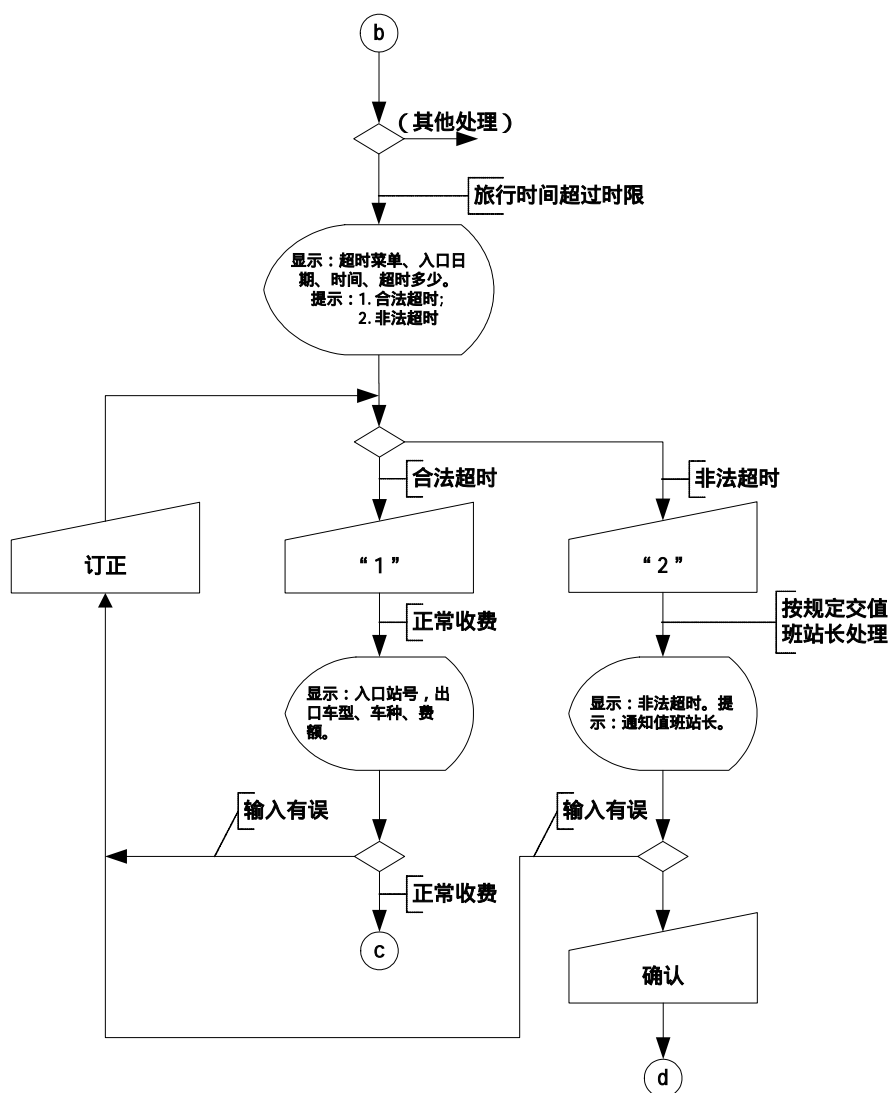 b
（其他处理）
旅行时间超过时限
显示：超时菜单、入口日
期、时间、超时多少。
提示：1.合法超时；
2.非法超时
合法超时
非法超时
订正
“1”
“2”
正常收费
按规定交值
班站长处理
显示：入口站号，出
口车型、车种、费
额。
显示：非法超时。提
示：通知值班站长。
输入有误
输入有误
正常收费
c
确认
d